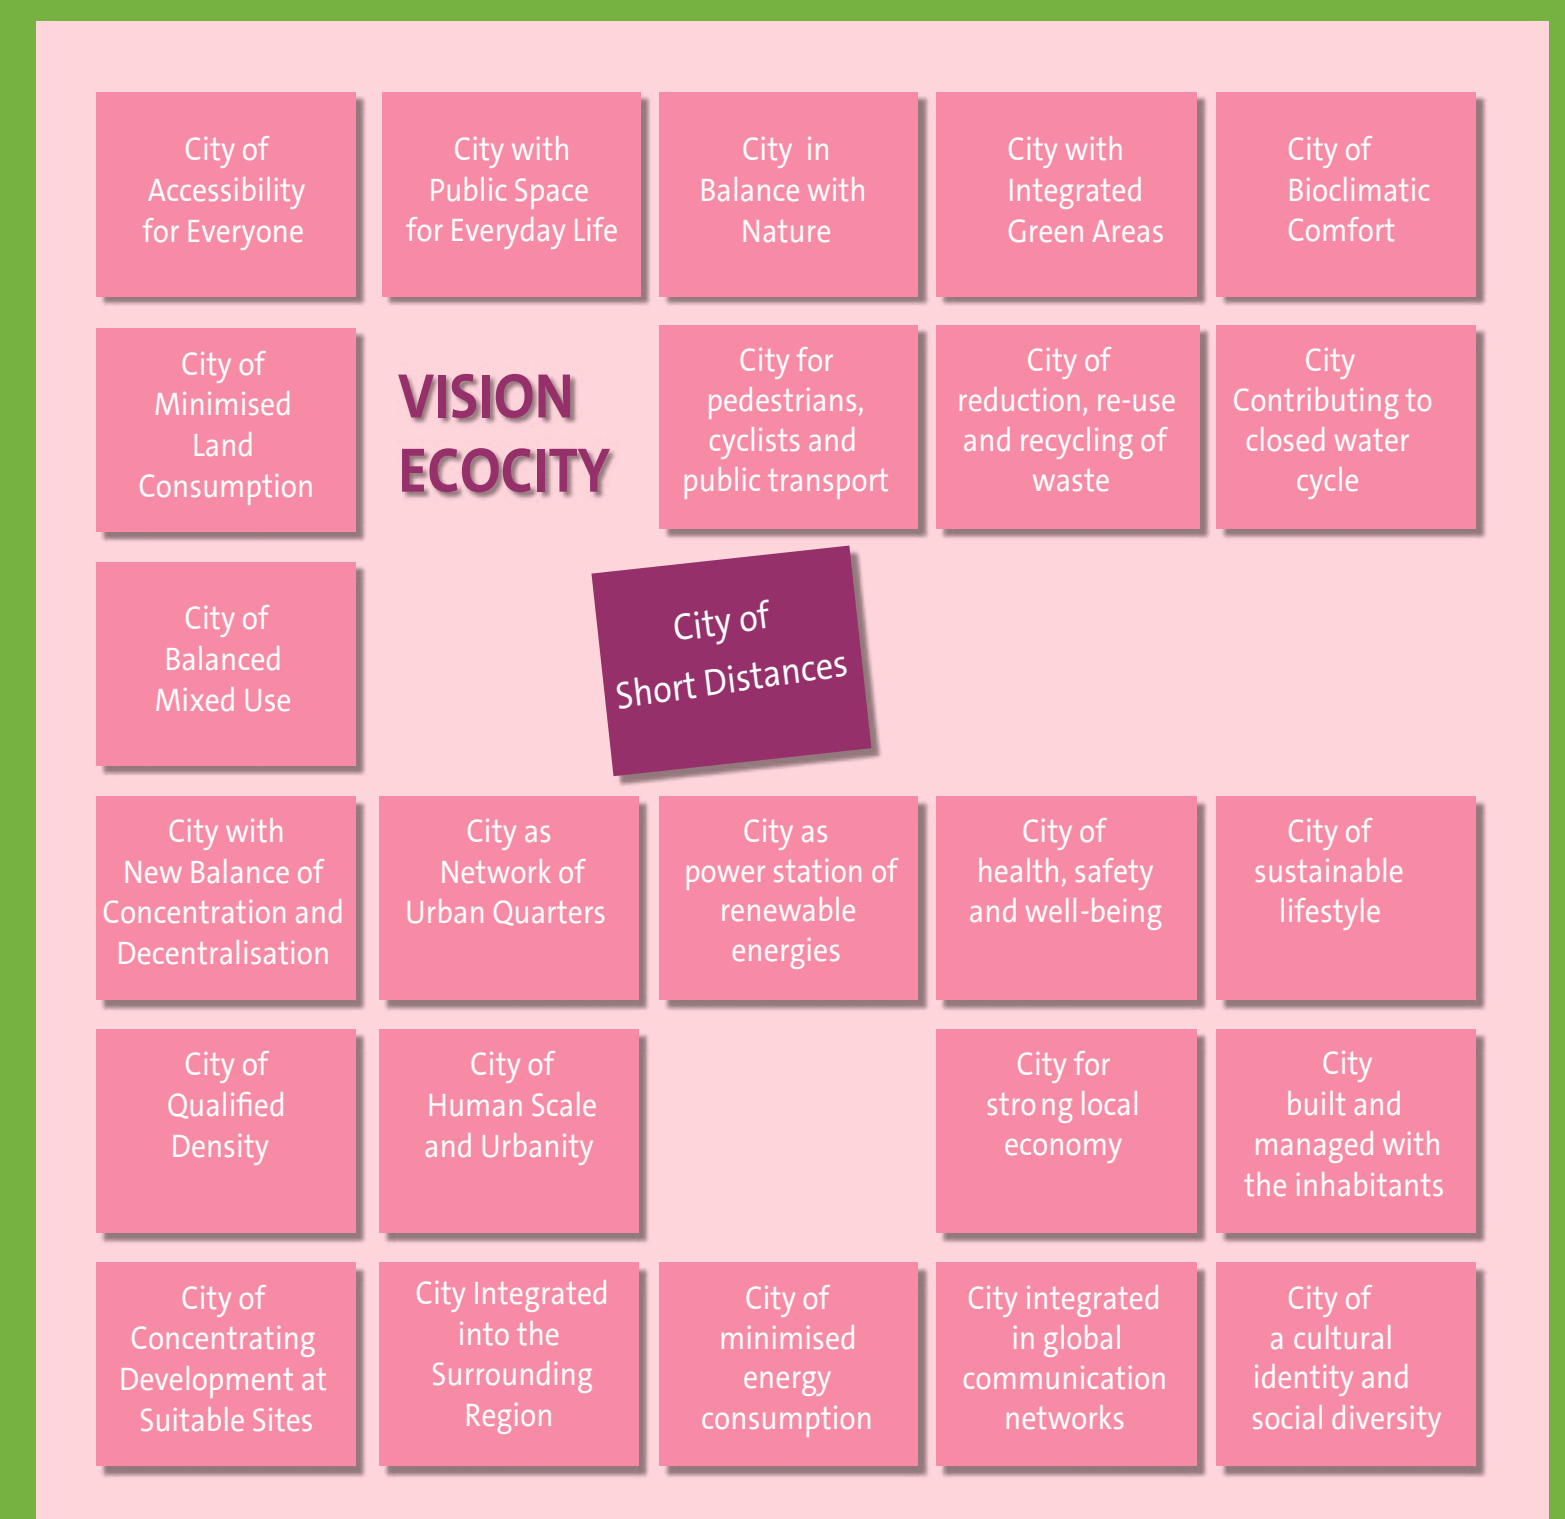 City of
Accessibility
for Everyone
City with
Public Space
for Everyday Life
City in
Balance with
Nature
City with
Integrated
Green Areas
City of
Bioclimatic
Comfort
City of
Minimised
Land
Consumption
VISION
ECOCITY
City for
pedestrians,
cyclists and
public transport
City of
reduction, re-use
and recycling of
waste
City
Contributing to
closed water
cycle
City of
Balanced
Mixed Use
City of
Short Distances
City with
New Balance of
Concentration and
Decentralisation
City as
Network of
Urban Quarters
City as
power station of
renewable
energies
City of
health, safety
and well-being
City of
sustainable
lifestyle
City of
Qualified
Density
City of
Human Scale
and Urbanity
City for
strong local
economy
City
built and
managed with
the inhabitants
City of
Concentrating
Development at
Suitable Sites
City Integrated
into the
Surrounding
Region
City of
minimised
energy
consumption
City integrated
in global
communication
networks
City of
a cultural
identity and
social diversity